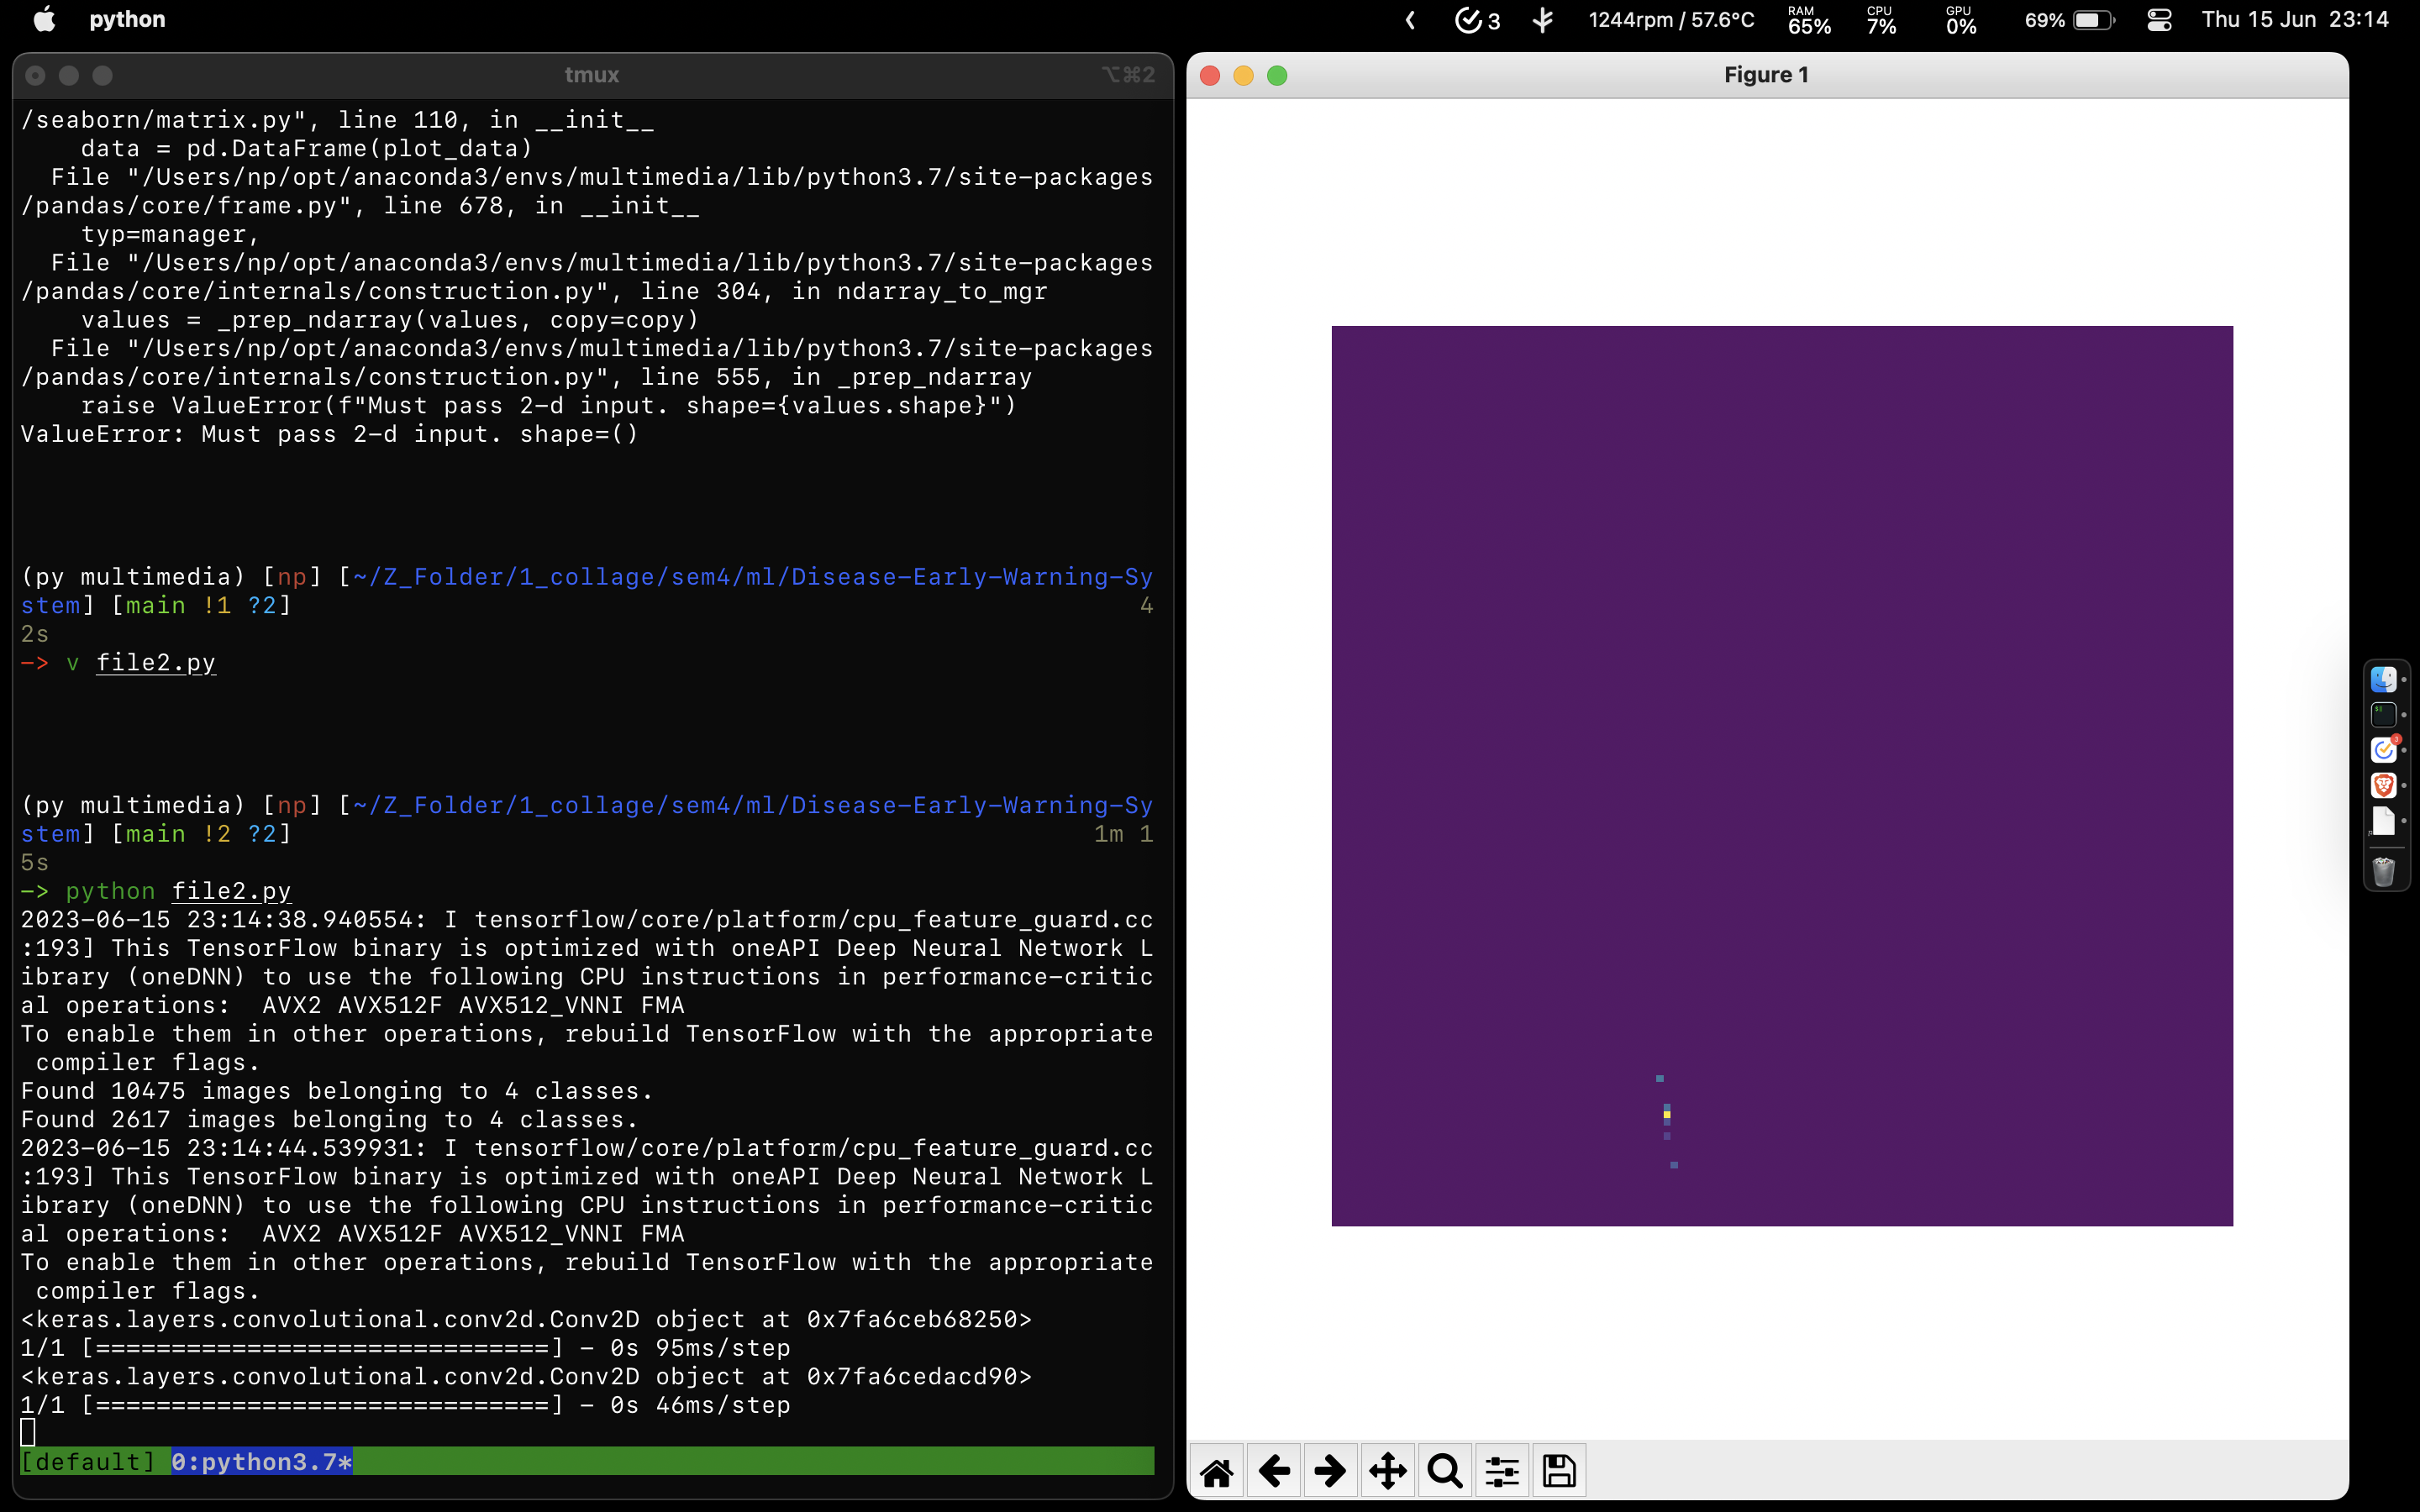 python
3
1244rpm / 57.6°C
RAM
65%
CPU
7%
GPU
0%
69%
Thu 15 Jun 23:14
tmux
⌥⌘2
/seaborn/matrix.py", line 110, in __init__
    data = pd.DataFrame(plot_data)
  File "/Users/np/opt/anaconda3/envs/multimedia/lib/python3.7/site-packages
/pandas/core/frame.py", line 678, in __init__
    typ=manager,
  File "/Users/np/opt/anaconda3/envs/multimedia/lib/python3.7/site-packages
/pandas/core/internals/construction.py", line 304, in ndarray_to_mgr
    values = _prep_ndarray(values, copy=copy)
  File "/Users/np/opt/anaconda3/envs/multimedia/lib/python3.7/site-packages
/pandas/core/internals/construction.py", line 555, in _prep_ndarray
    raise ValueError(f"Must pass 2-d input. shape={values.shape}")
ValueError: Must pass 2-d input. shape=()
(py multimedia) [np] [~/Z_Folder/1_collage/sem4/ml/Disease-Early-Warning-Sy
stem] [main !1 ?2] 4
2s
-> v file2.py
(py multimedia) [np] [~/Z_Folder/1_collage/sem4/ml/Disease-Early-Warning-Sy
stem] [main !2 ?2] 1m 1
5s
-> python file2.py
2023-06-15 23:14:38.940554: I tensorflow/core/platform/cpu_feature_guard.cc
:193] This TensorFlow binary is optimized with oneAPI Deep Neural Network L
ibrary (oneDNN) to use the following CPU instructions in performance-critic
al operations:  AVX2 AVX512F AVX512_VNNI FMA
To enable them in other operations, rebuild TensorFlow with the appropriate
 compiler flags.
Found 10475 images belonging to 4 classes.
Found 2617 images belonging to 4 classes.
2023-06-15 23:14:44.539931: I tensorflow/core/platform/cpu_feature_guard.cc
:193] This TensorFlow binary is optimized with oneAPI Deep Neural Network L
ibrary (oneDNN) to use the following CPU instructions in performance-critic
al operations:  AVX2 AVX512F AVX512_VNNI FMA
To enable them in other operations, rebuild TensorFlow with the appropriate
 compiler flags.
<keras.layers.convolutional.conv2d.Conv2D object at 0x7fa6ceb68250>
1/1 [==============================] - 0s 95ms/step
<keras.layers.convolutional.conv2d.Conv2D object at 0x7fa6cedacd90>
1/1 [==============================] - 0s 46ms/step
[default] 0:python3.7*
Figure 1